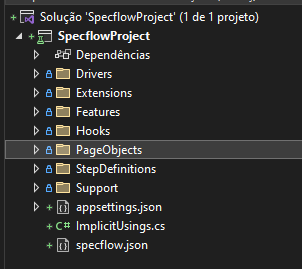 Solução 'SpecflowProject' (1 de 1 projeto)
SpecflowProject
Dependências
Drivers
Extensions
Features
Hooks
PageObjects
StepDefinitions
Support
appsettings.json
C# ImplicitUsings.cs
specflow.json